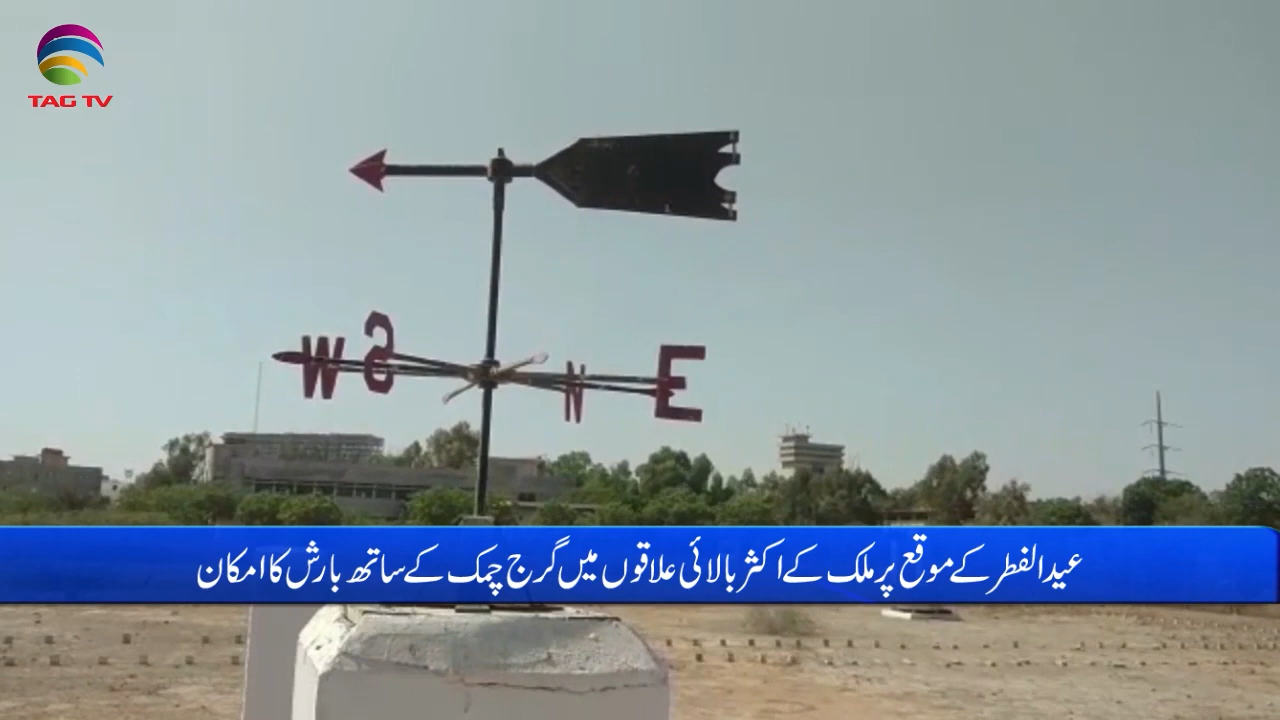 TAG TV
W S N E
عیدالفطر کے موقع پر ملک کے اکثر بالائی علاقوں میں گرج چمک کے ساتھ بارش کا امکان